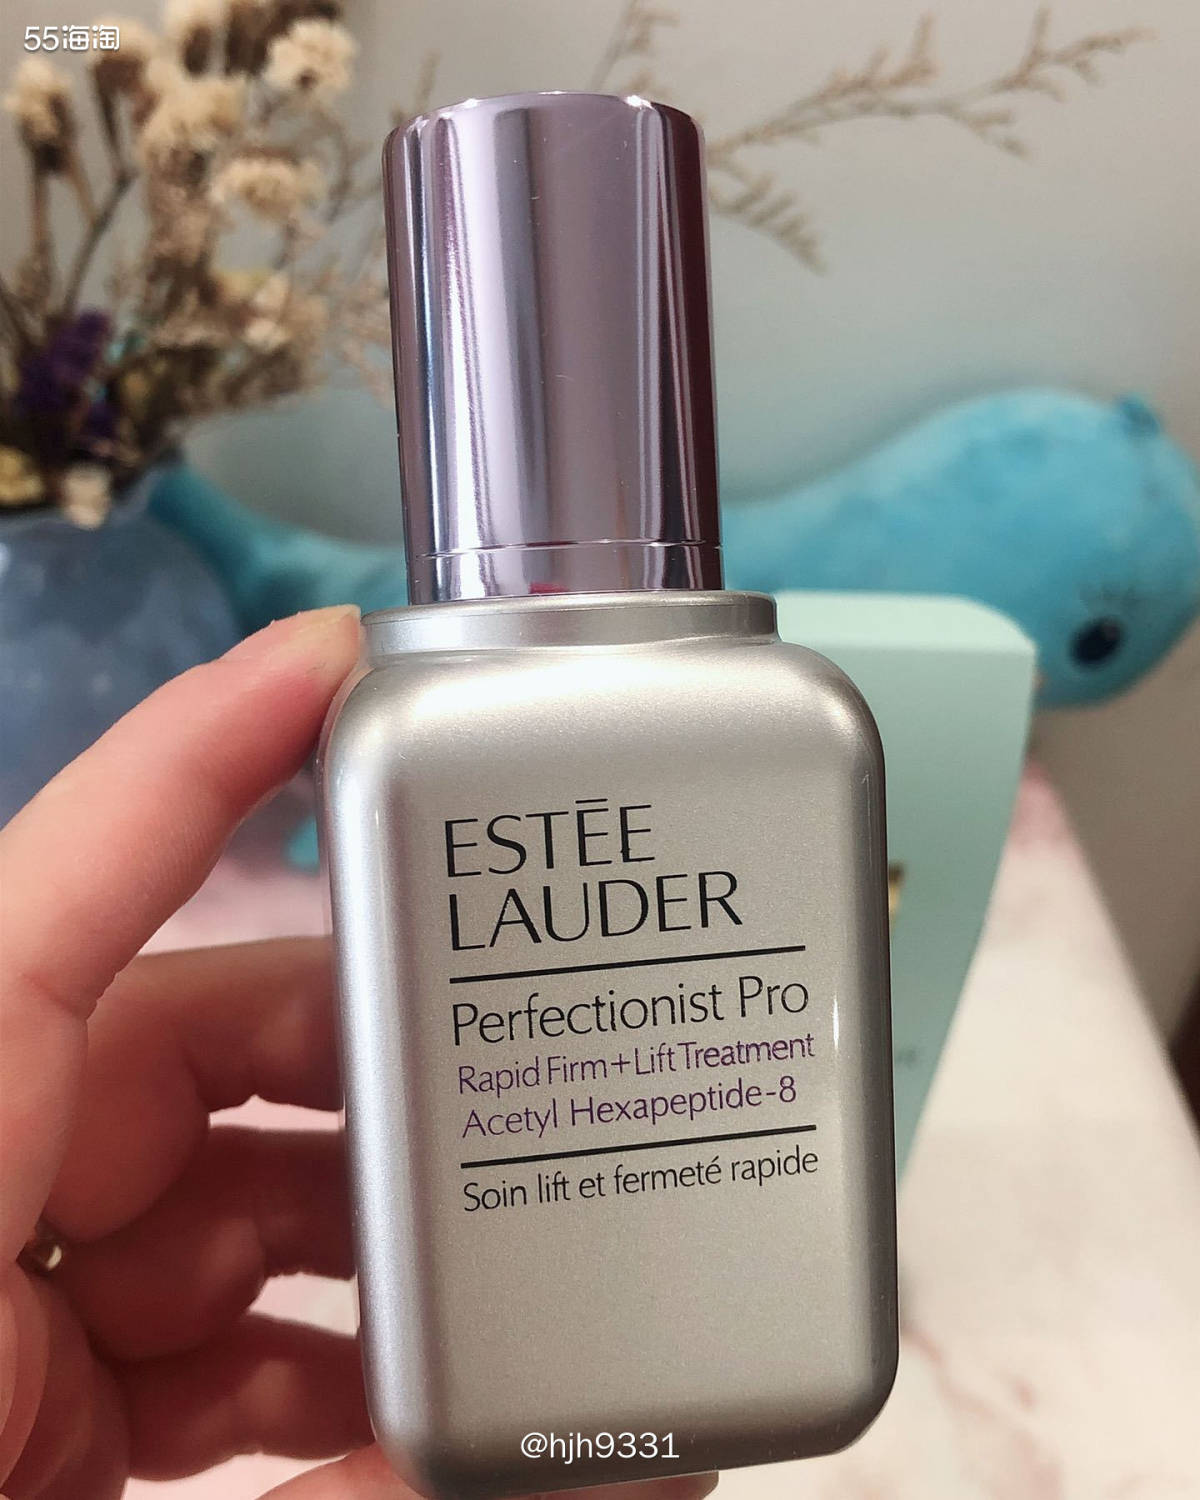 55海淘
ESTĒE
LAUDER
Perfectionist Pro
Rapid Firm+Lift Treatment
Acetyl Hexapeptide-8
Soin lift et fermeté rapide
@hjh9331